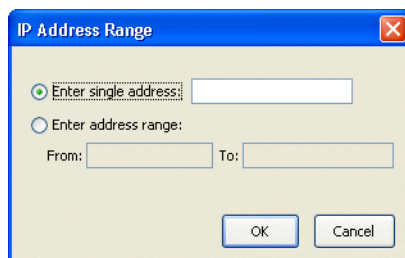 IP Address Range
Enter single address:
Enter address range:
From: To:
OK Cancel